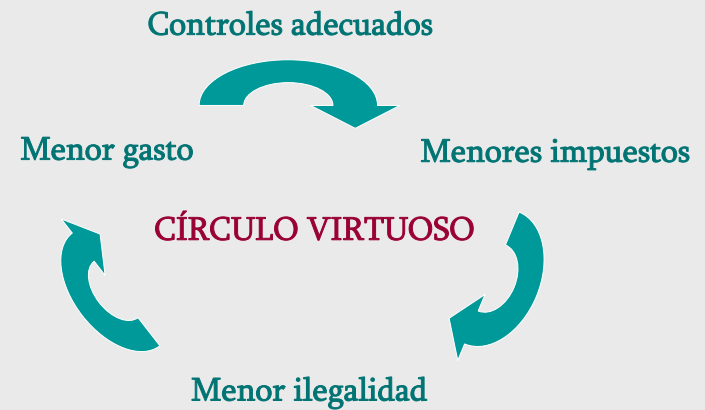 Controles adecuados
Menor gasto
Menores impuestos
CÍRCULO VIRTUOSO
Menor ilegalidad